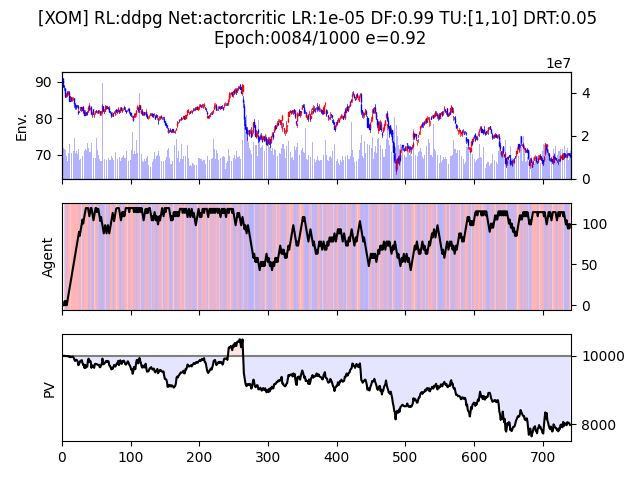 [XOM] RL:ddpg Net:actorcritic LR:1e-05 DF:0.99 TU:[1,10] DRT:0.05
Epoch:0084/1000 e=0.92
1e7
90
80
70
Env.
4
2
0
Agent
100
50
0
PV
10000
8000
0 100 200 300 400 500 600 700